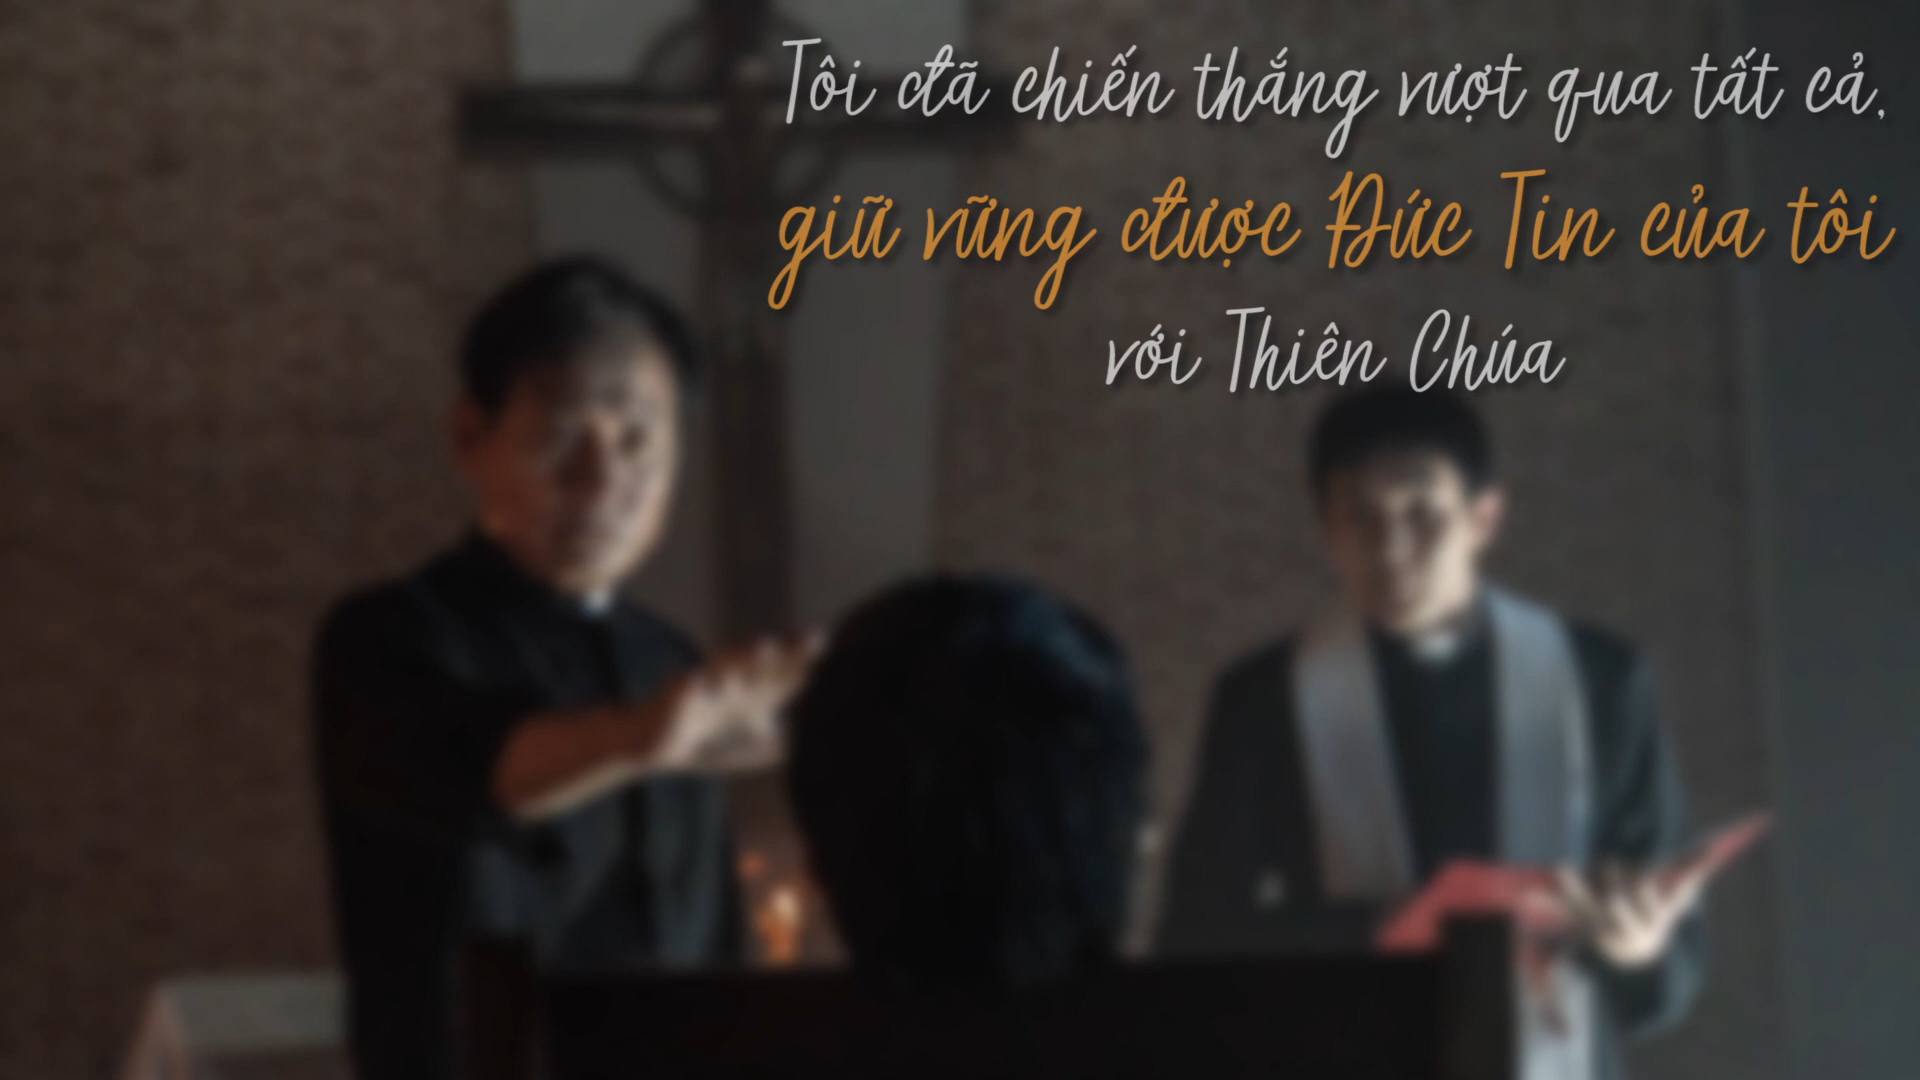 Tôi đã chiến thắng vượt qua tất cả,
giữ vững được Đức Tin của tôi
với Thiên Chúa